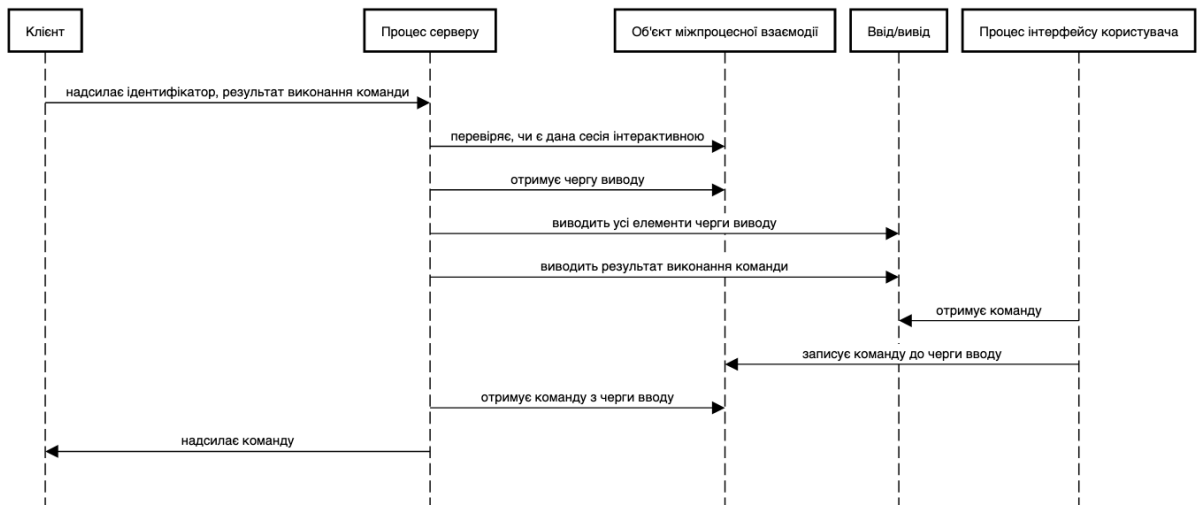 Клієнт
Процес серверу
Об'єкт міжпроцесної взаємодії
Ввід/вивід
Процес інтерфейсу користувача
надсилає ідентифікатор, результат виконання команди
перевіряє, чи є дана сесія інтерактивною
отримує чергу виводу
виводить усі елементи черги виводу
виводить результат виконання команди
отримує команду
записує команду до черги вводу
отримує команду з черги вводу
надсилає команду